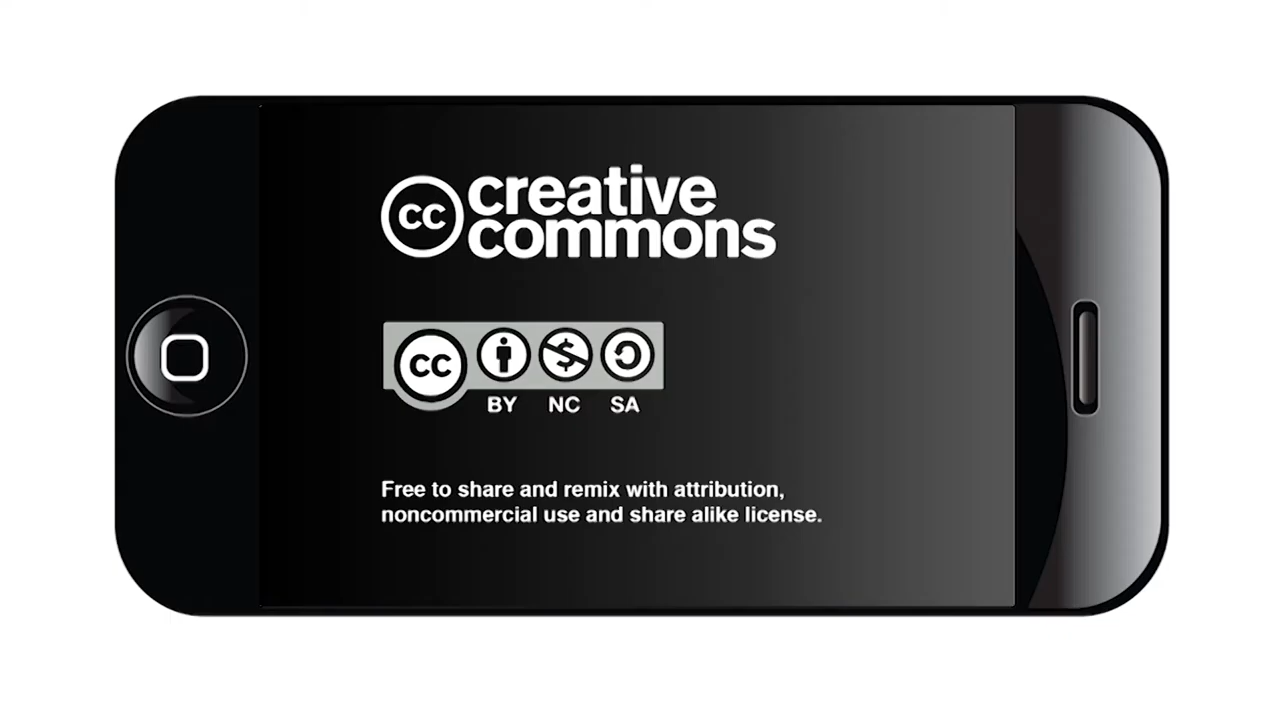 cc creative
commons
cc
BY NC SA
Free to share and remix with attribution,
noncommercial use and share alike license.